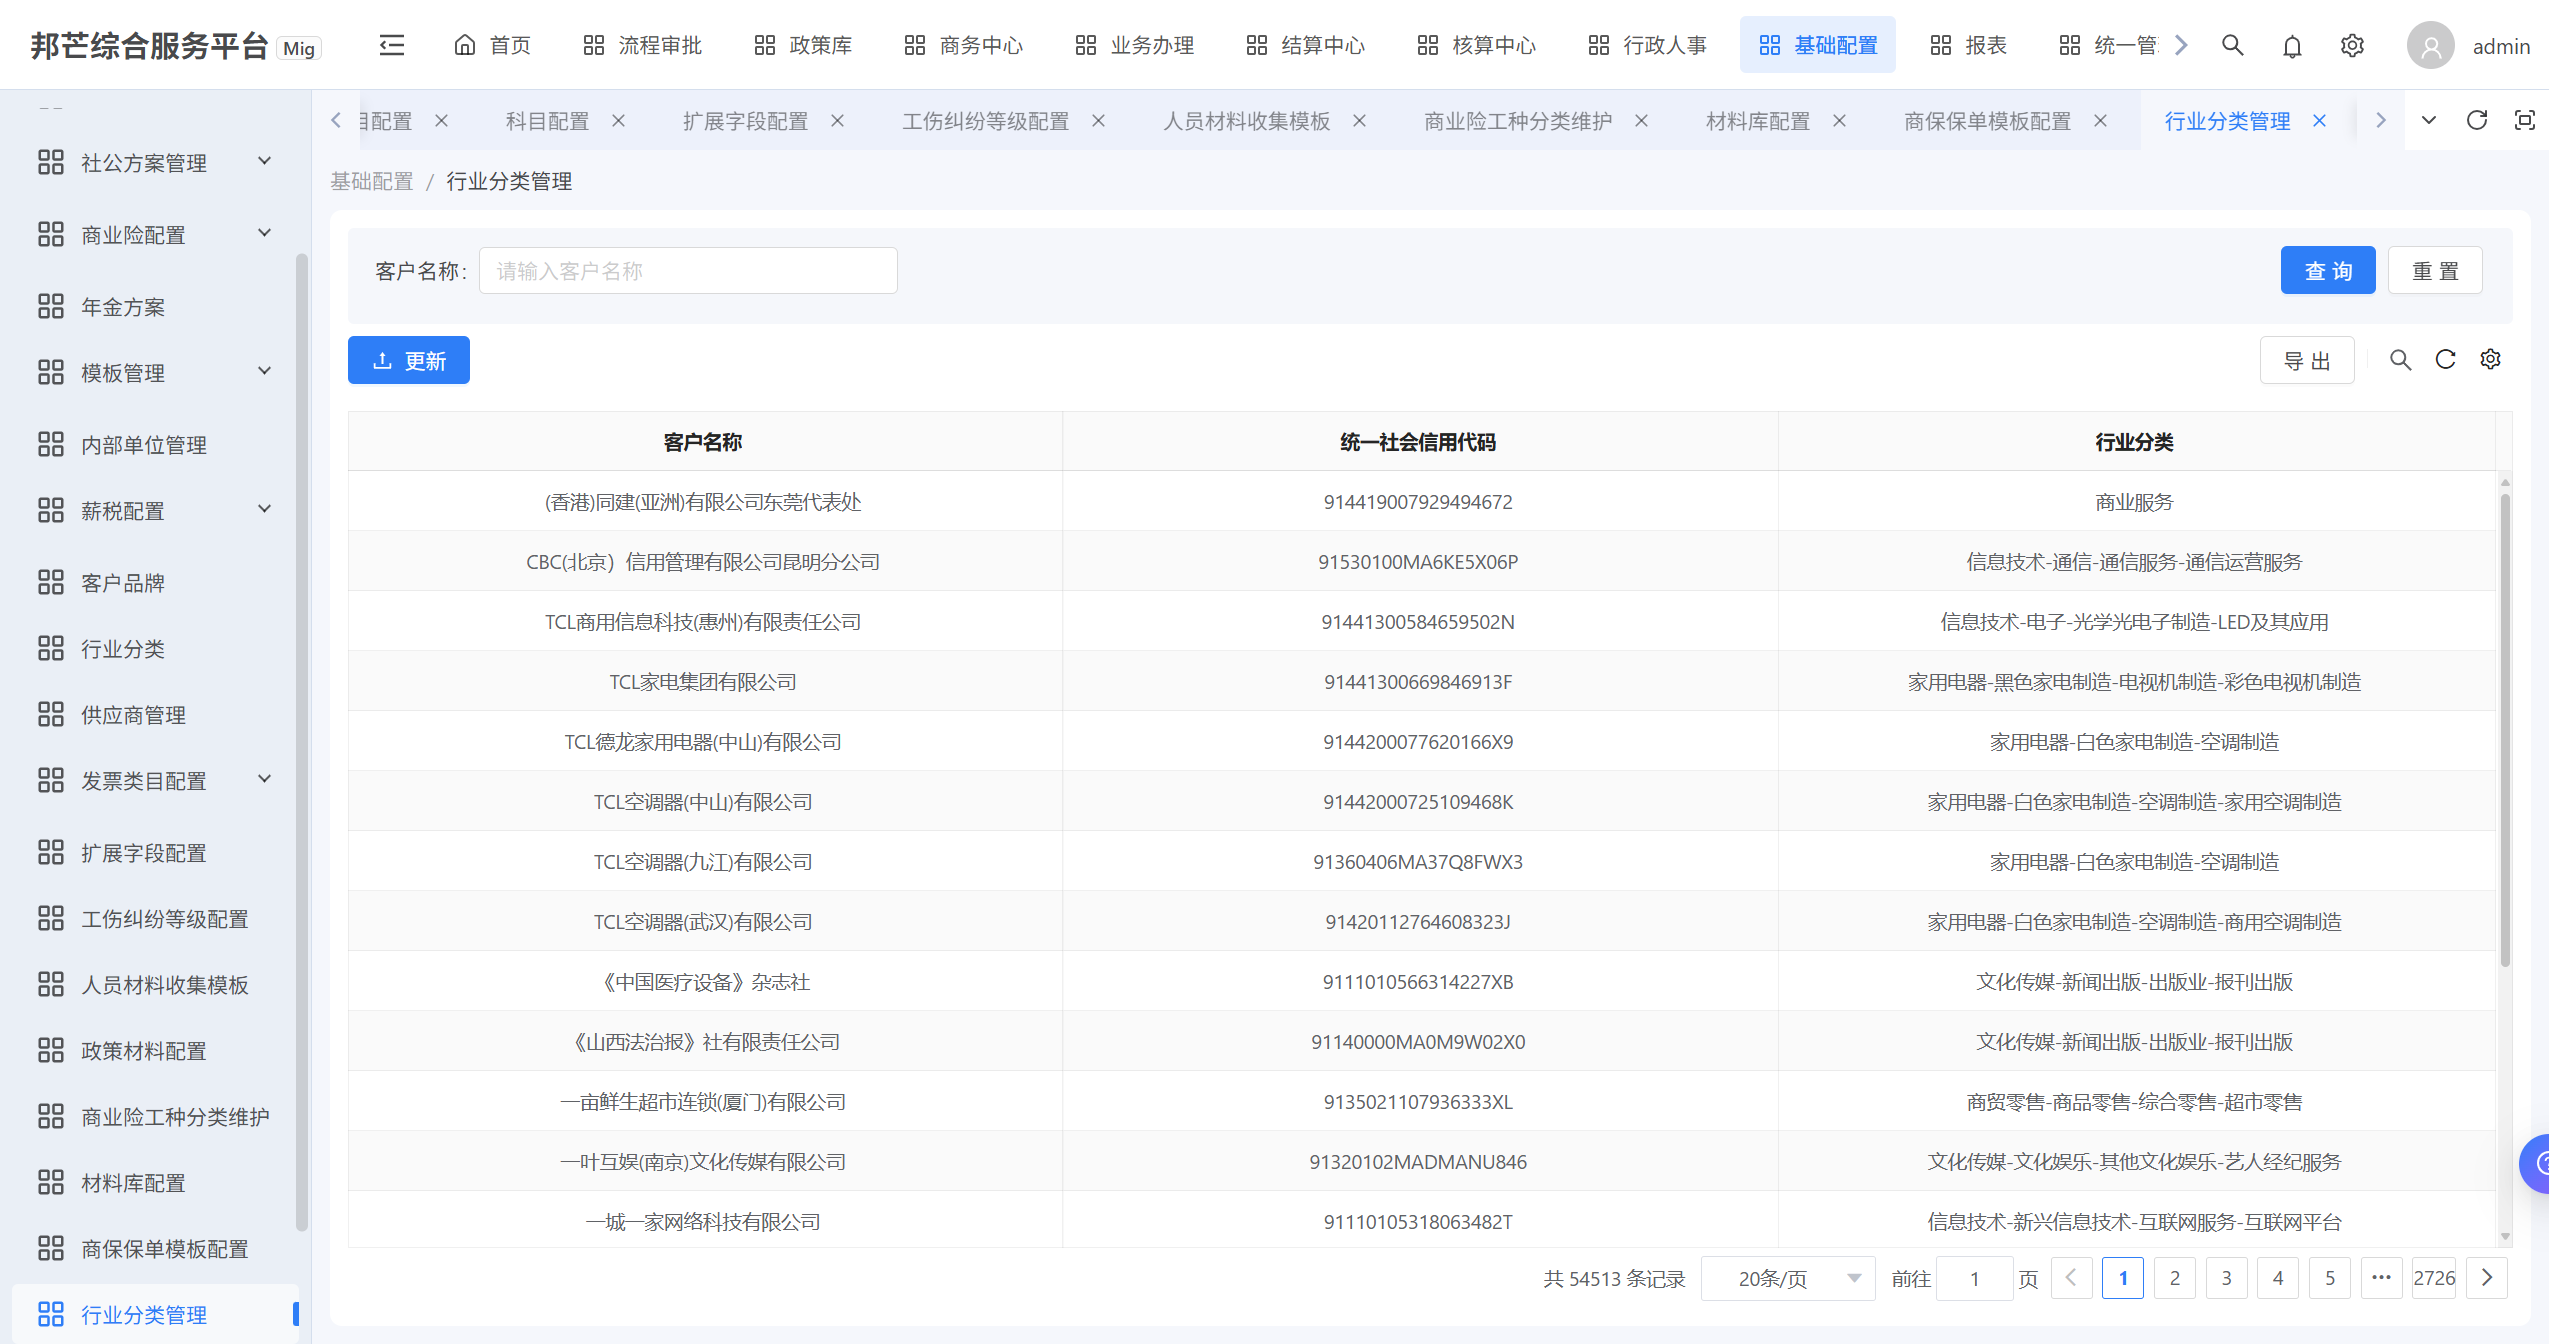 邦芒综合服务平台 Mig
首页 流程审批 政策库 商务中心 业务办理 结算中心 核算中心 行政人事 基础配置 报表 统一管 admin
目配置 科目配置 扩展字段配置 工伤纠纷等级配置 人员材料收集模板 商业险工种分类维护 材料库配置 商保保单模板配置 行业分类管理
基础配置 / 行业分类管理
社公方案管理
商业险配置
年金方案
模板管理
内部单位管理
薪税配置
客户品牌
行业分类
供应商管理
发票类目配置
扩展字段配置
工伤纠纷等级配置
人员材料收集模板
政策材料配置
商业险工种分类维护
材料库配置
商保保单模板配置
行业分类管理
客户名称: 请输入客户名称 查 询 重 置
更新 导 出
客户名称 统一社会信用代码 行业分类
(香港)同建(亚洲)有限公司东莞代表处 914419007929494672 商业服务
CBC(北京）信用管理有限公司昆明分公司 91530100MA6KE5X06P 信息技术-通信-通信服务-通信运营服务
TCL商用信息科技(惠州)有限责任公司 91441300584659502N 信息技术-电子-光学光电子制造-LED及其应用
TCL家电集团有限公司 91441300669846913F 家用电器-黑色家电制造-电视机制造-彩色电视机制造
TCL德龙家用电器(中山)有限公司 9144200077620166X9 家用电器-白色家电制造-空调制造
TCL空调器(中山)有限公司 91442000725109468K 家用电器-白色家电制造-空调制造-家用空调制造
TCL空调器(九江)有限公司 91360406MA37Q8FWX3 家用电器-白色家电制造-空调制造
TCL空调器(武汉)有限公司 91420112764608323J 家用电器-白色家电制造-空调制造-商用空调制造
《中国医疗设备》杂志社 9111010566314227XB 文化传媒-新闻出版-出版业-报刊出版
《山西法治报》社有限责任公司 91140000MA0M9W02X0 文化传媒-新闻出版-出版业-报刊出版
一亩鲜生超市连锁(厦门)有限公司 9135021107936333XL 商贸零售-商品零售-综合零售-超市零售
一叶互娱(南京)文化传媒有限公司 91320102MADMANU846 文化传媒-文化娱乐-其他文化娱乐-艺人经纪服务
一城一家网络科技有限公司 91110105318063482T 信息技术-新兴信息技术-互联网服务-互联网平台
共 54513 条记录 20条/页 前往 1 页 1 2 3 4 5 ••• 2726